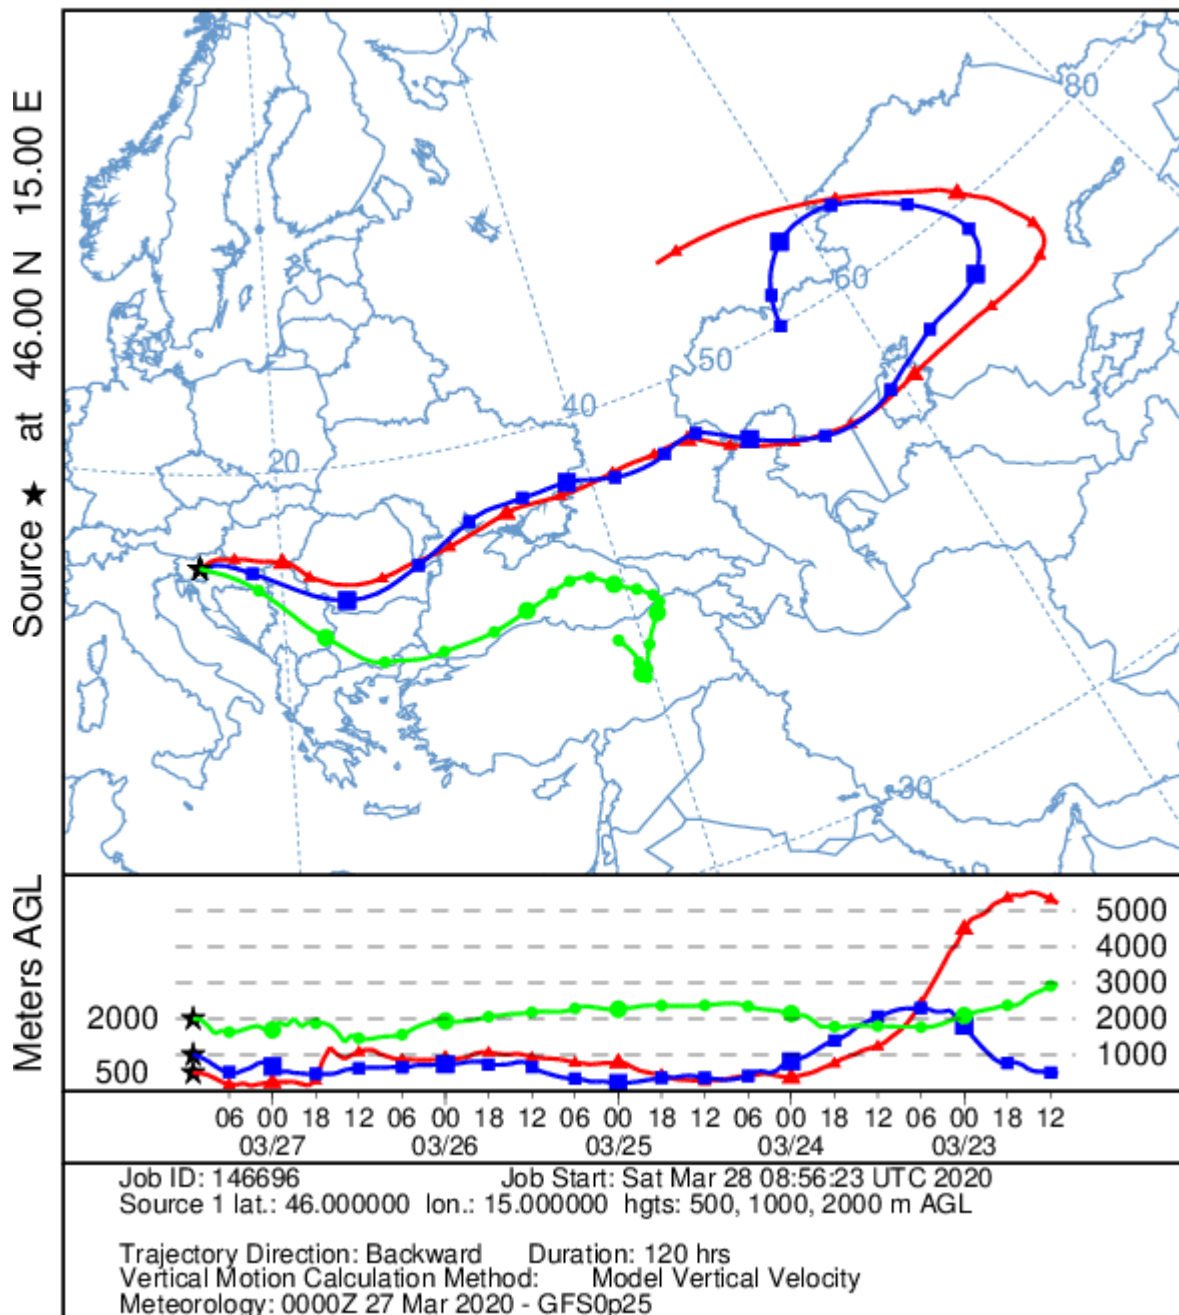 Source ★ at 46.00 N 15.00 E
80
60
50
40
20
30
Meters AGL
5000
4000
3000
2000 2000
1000
500
06 00 18 12 06 00 18 12 06 00 18 12 06 00 18 12 06 00 18 12
03/27 03/26 03/25 03/24 03/23
Job ID: 146696 Job Start: Sat Mar 28 08:56:23 UTC 2020
Source 1 lat.: 46.000000 lon.: 15.000000 hgts: 500, 1000, 2000 m AGL
Trajectory Direction: Backward Duration: 120 hrs
Vertical Motion Calculation Method: Model Vertical Velocity
Meteorology: 0000Z 27 Mar 2020 - GFS0p25